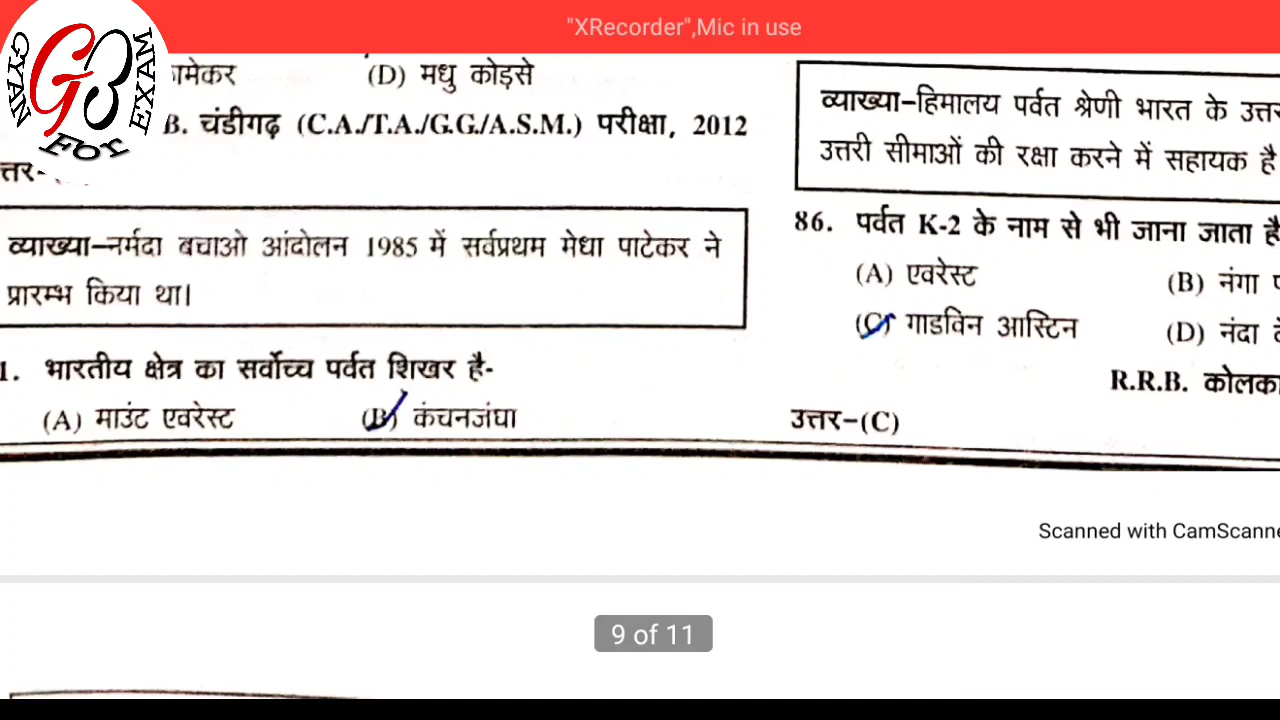 "XRecorder",Mic in use
GYAN
G3
For
EXAM
(D) मधु कोड़से
B. चंडीगढ़ (C.A./T.A./G.G./A.S.M.) परीक्षा, 2012
व्याख्या–नर्मदा बचाओ आंदोलन 1985 में सर्वप्रथम मेधा पाटेकर ने
प्रारम्भ किया था।
1. भारतीय क्षेत्र का सर्वोच्च पर्वत शिखर है-
(A) माउंट एवरेस्ट (B) कंचनजंघा
व्याख्या–हिमालय पर्वत श्रेणी भारत के
उत्तरी सीमाओं की रक्षा करने में सहायक है
86. पर्वत K-2 के नाम से भी जाना जाता है
(A) एवरेस्ट (B) नंगा
(C) गाडविन आस्टिन (D) नंदा
R.R.B.
उत्तर–(C)
Scanned with
9 of 11